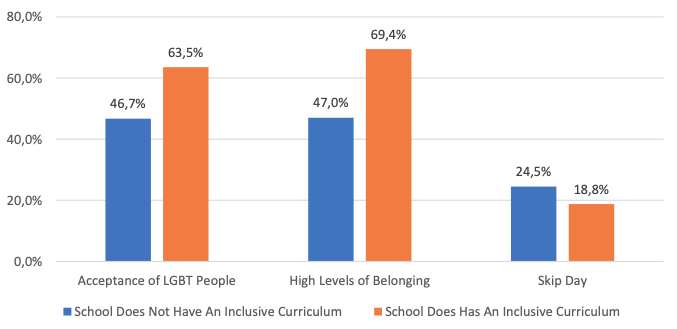 80,0%
69,4%
63,5%
60,0%
46,7%
47,0%
40,0%
24,5%
18,8%
20,0%
0,0%
Acceptance of LGBT People
High Levels of Belonging
Skip Day
School Does Not Have An Inclusive Curriculum
School Does Has An Inclusive Curriculum